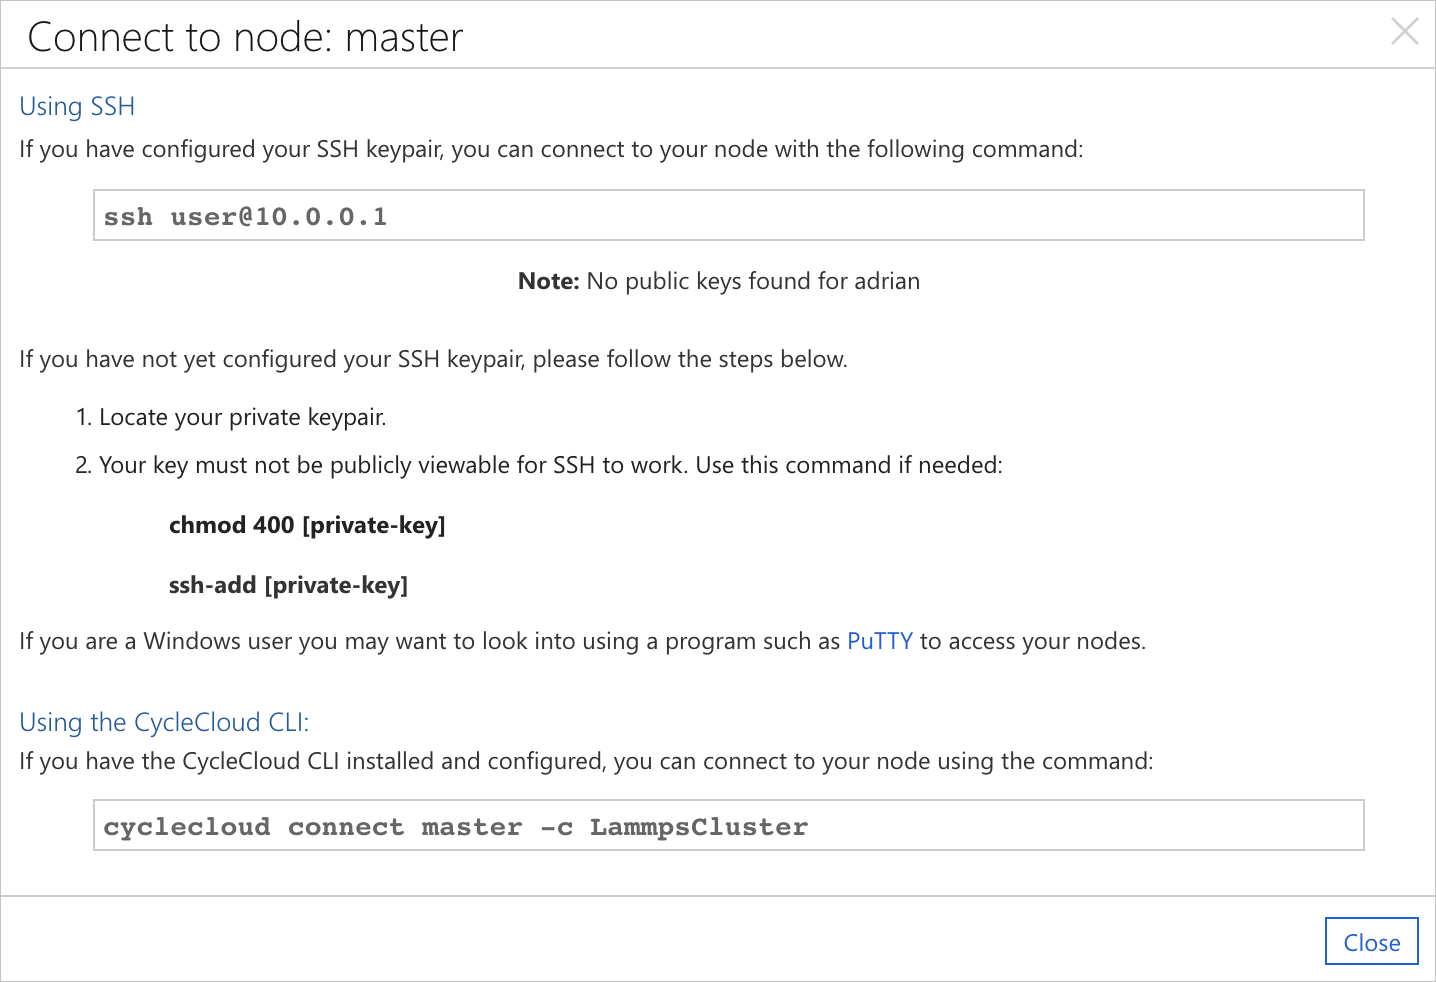 Connect to node: master
Using SSH
If you have configured your SSH keypair, you can connect to your node with the following command:
ssh user@10.0.0.1
Note: No public keys found for adrian
If you have not yet configured your SSH keypair, please follow the steps below.
1. Locate your private keypair.
2. Your key must not be publicly viewable for SSH to work. Use this command if needed:
chmod 400 [private-key]
ssh-add [private-key]
If you are a Windows user you may want to look into using a program such as PuTTY to access your nodes.
Using the CycleCloud CLI:
If you have the CycleCloud CLI installed and configured, you can connect to your node using the command:
cyclecloud connect master -c LammpsCluster
Close